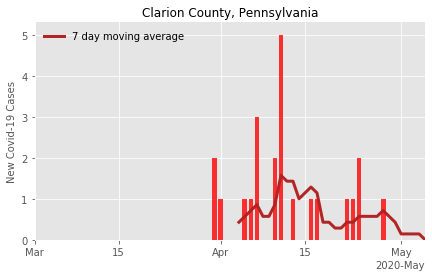 Clarion County, Pennsylvania
7 day moving average
New Covid-19 Cases
5
4
3
2
1
0
Mar 15 Apr 15 May
2020-May